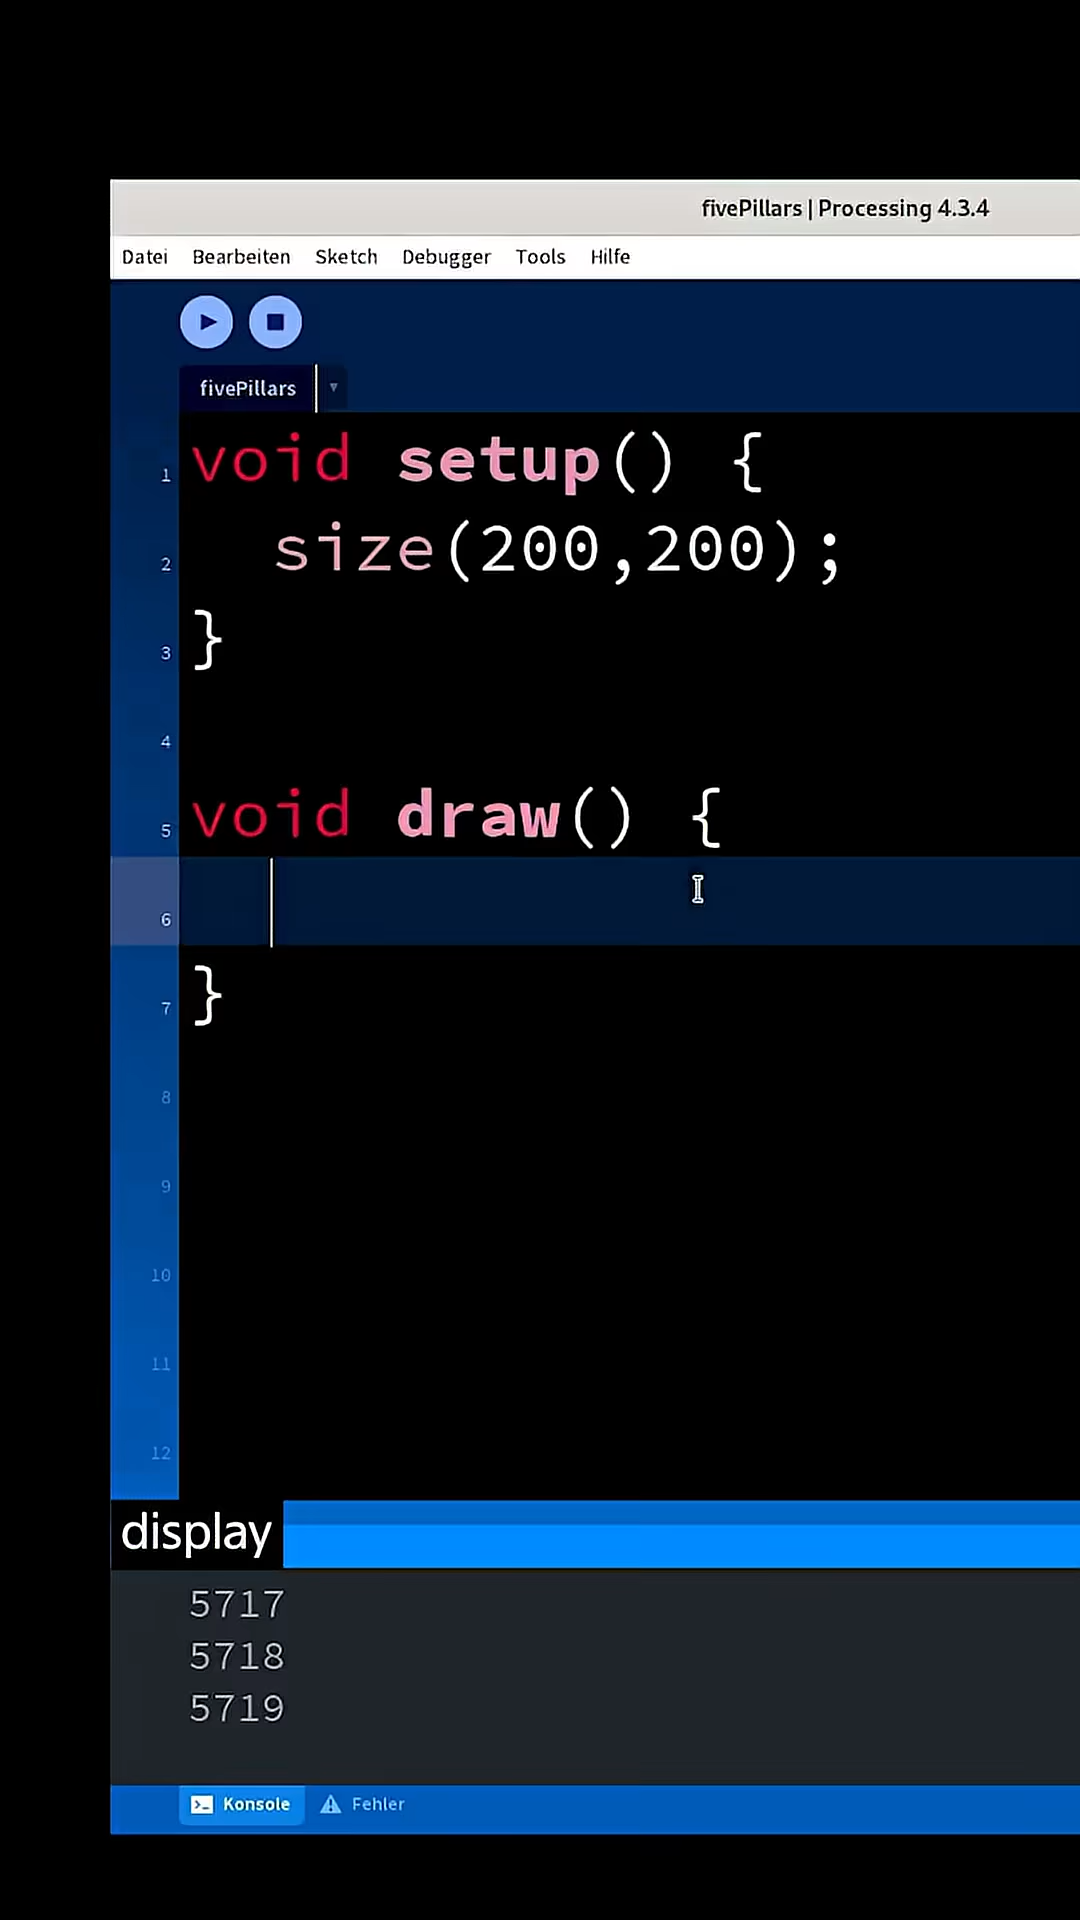 fivePillars | Processing 4.3.4
Datei Bearbeiten Sketch Debugger Tools Hilfe
fivePillars
1 void setup() {
2 size(200,200);
3 }
4
5 void draw() {
6
7 }
8
9
10
11
12
display
5717
5718
5719
Konsole Fehler